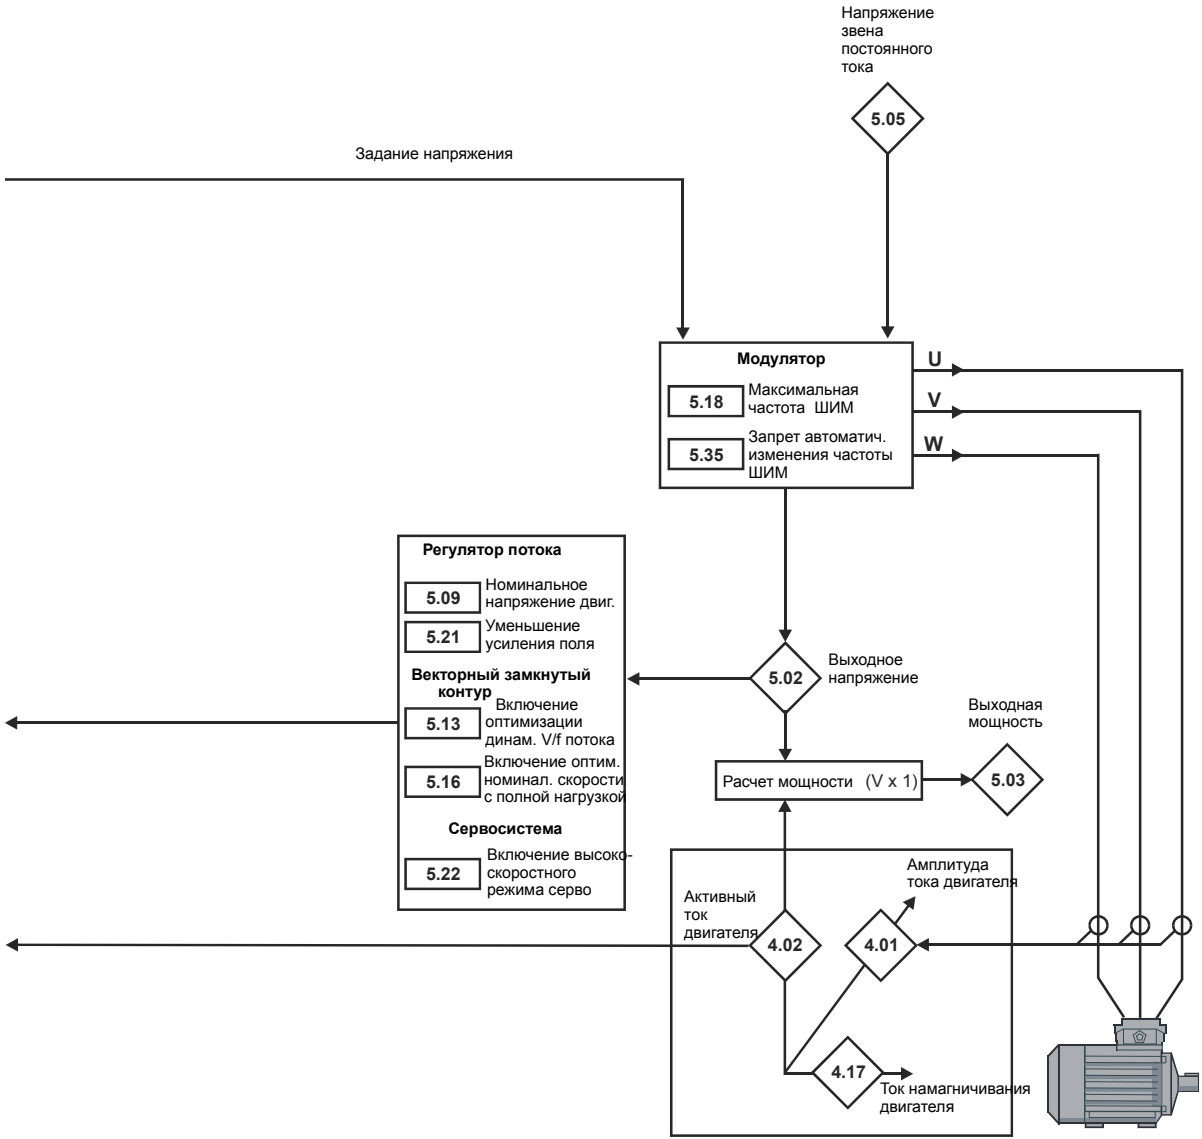 Напряжение
звена
постоянного
тока
5.05
Задание напряжения
Модулятор
5.18
Максимальная
частота ШИМ
5.35
Запрет автоматич.
изменения частоты
ШИМ
U
V
W
Регулятор потока
5.09
Номинальное
напряжение двиг.
5.21
Уменьшение
усиления поля
Векторный замкнутый
контур
5.13
Включение
оптимизации
динам. V/f потока
5.16
Включение оптим.
номинал. скорости
с полной нагрузкой
Сервосистема
5.22
Включение высоко-
скоростного
режима серво
5.02
Выходное
напряжение
Выходная
мощность
Расчет мощности (V x 1)
5.03
Амплитуда
тока двигателя
Активный
ток
двигателя
4.02
4.01
4.17
Ток намагничивания
двигателя